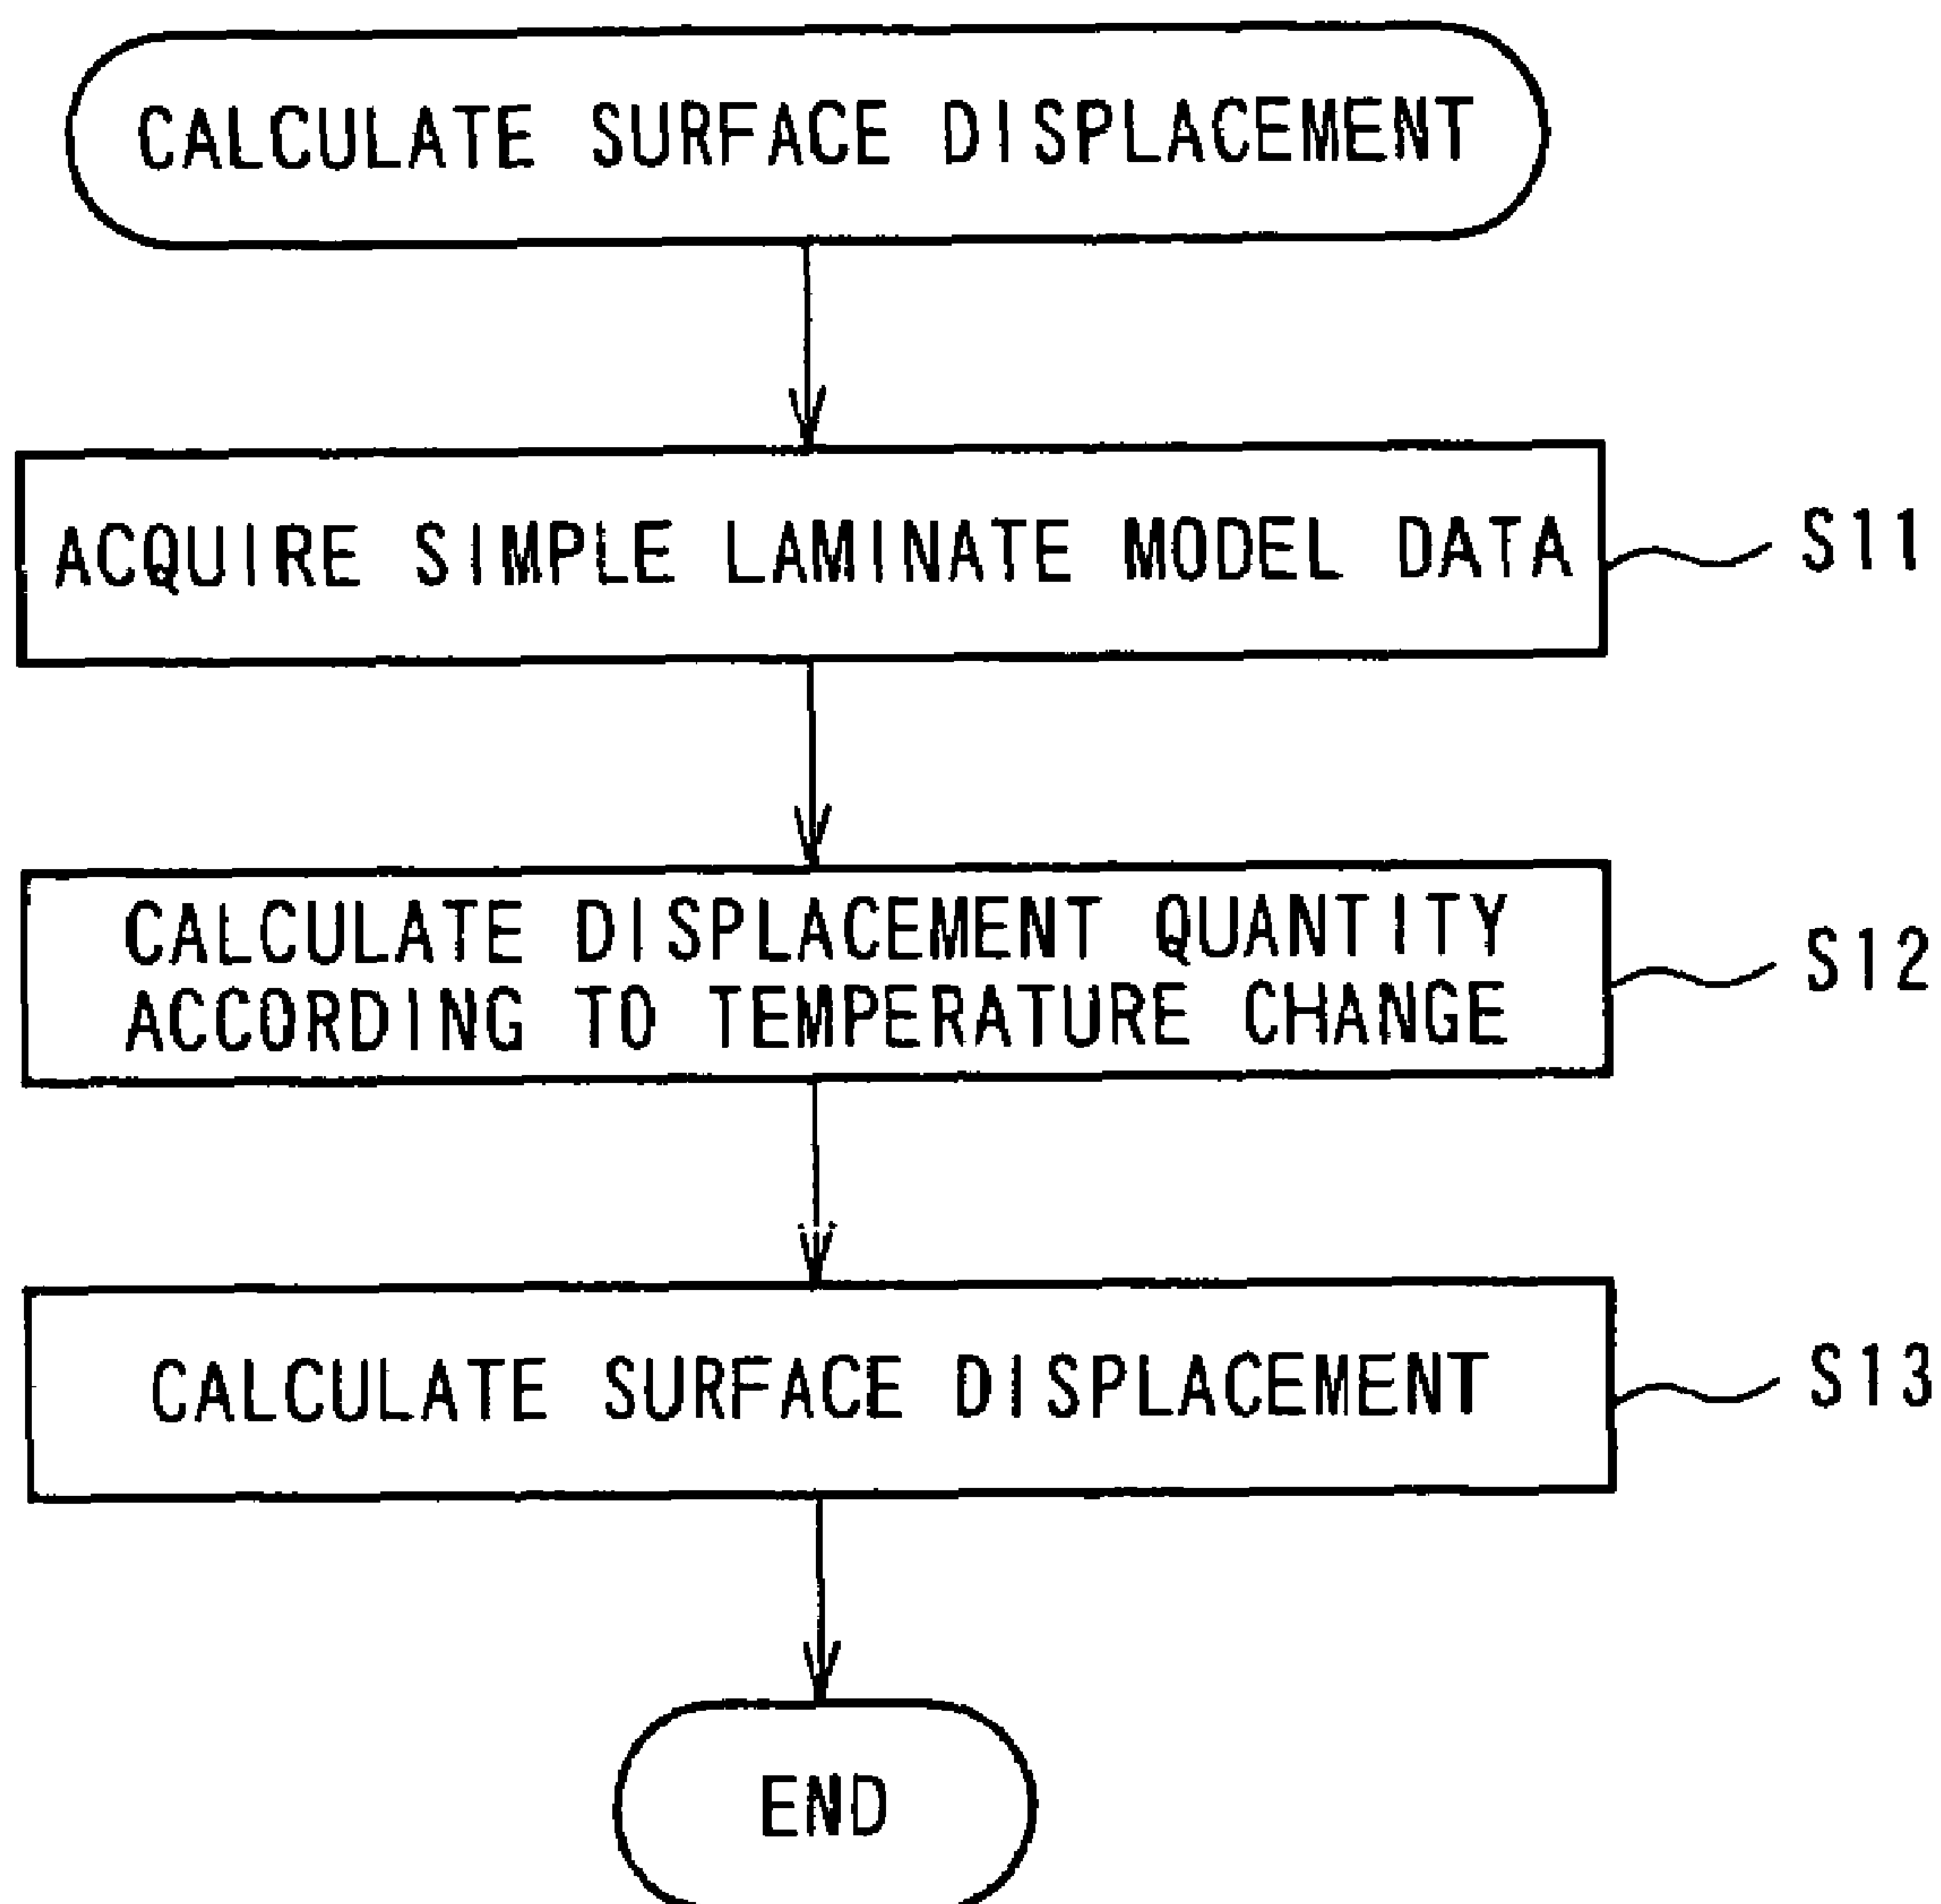 CALCULATE SURFACE DISPLACEMENT
ACQUIRE SIMPLE LAMINATE MODEL DATA
S11
CALCULATE DISPLACEMENT QUANTITY
ACCORDING TO TEMPERATURE CHANGE
S12
CALCULATE SURFACE DISPLACEMENT
S13
END